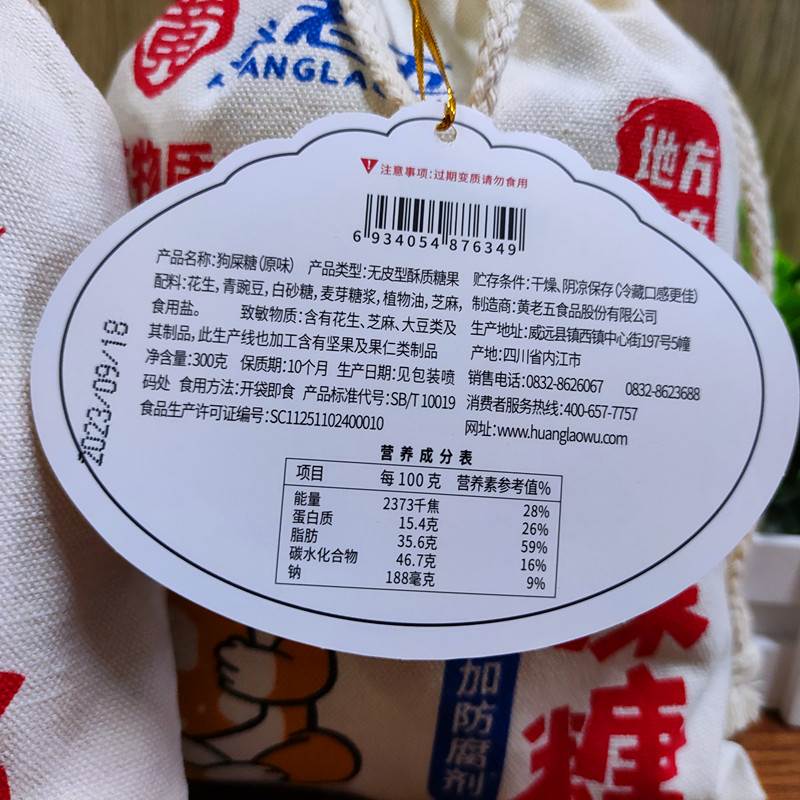 黄
老五
ANGLAO
地方
注意事项:过期变质请勿食用
6 934054 876349
产品名称:狗屎糖(原味) 产品类型:无皮型酥质糖果
配料:花生,青豌豆,白砂糖,麦芽糖浆,植物油,芝麻,
食用盐。 致敏物质:含有花生、芝麻、大豆类及
其制品,此生产线也加工含有坚果及果仁类制品
净含量:300克 保质期:10个月 生产日期:见包装喷
码处 食用方法:开袋即食 产品标准代号:SB/T 10019
食品生产许可证编号:SC11251102400010
贮存条件:干燥、阴凉保存(冷藏口感更佳)
制造商:黄老五食品股份有限公司
生产地址:威远县镇西镇中心街197号5幢
产地:四川省内江市
销售电话:0832-8626067 0832-8623688
消费者服务热线:400-657-7757
网址:www.huanglaowu.com
2023/09/18
营养成分表
项目 每100克 营养素参考值%
能量 2373千焦 28%
蛋白质 15.4克 26%
脂肪 35.6克 59%
碳水化合物 46.7克 16%
钠 188毫克 9%
加防腐剂
糖